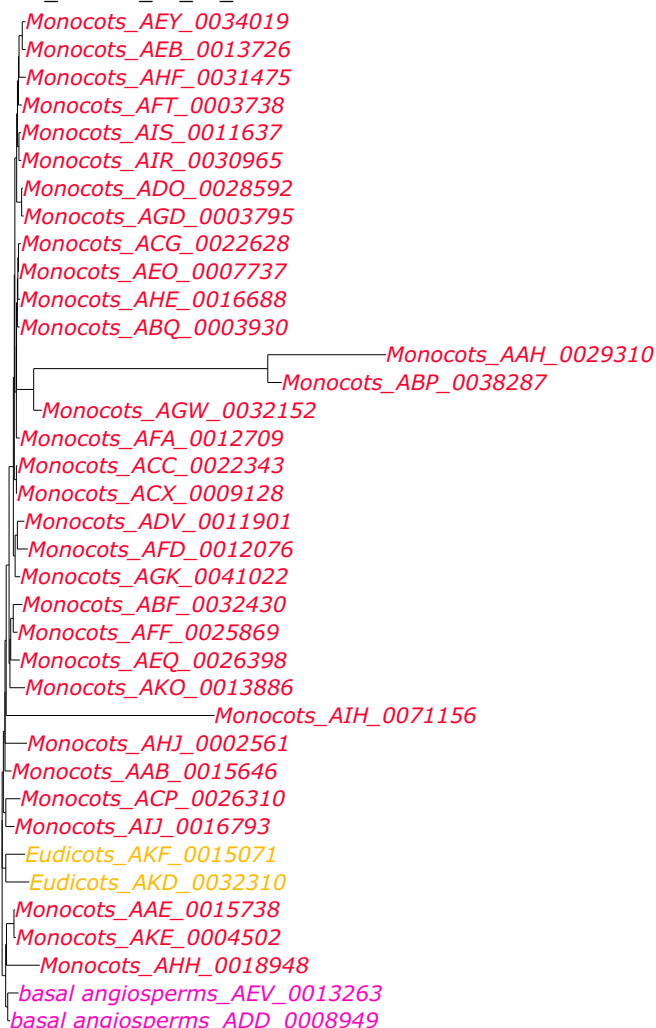 Monocots_AEY_0034019
Monocots_AEB_0013726
Monocots_AHF_0031475
Monocots_AFT_0003738
Monocots_AIS_0011637
Monocots_AIR_0030965
Monocots_ADO_0028592
Monocots_AGD_0003795
Monocots_ACG_0022628
Monocots_AEO_0007737
Monocots_AHE_0016688
Monocots_ABQ_0003930
Monocots_AAH_0029310
Monocots_ABP_0038287
Monocots_AGW_0032152
Monocots_AFA_0012709
Monocots_ACC_0022343
Monocots_ACX_0009128
Monocots_ADV_0011901
Monocots_AFD_0012076
Monocots_AGK_0041022
Monocots_ABF_0032430
Monocots_AFF_0025869
Monocots_AEQ_0026398
Monocots_AKO_0013886
Monocots_AIH_0071156
Monocots_AHJ_0002561
Monocots_AAB_0015646
Monocots_ACP_0026310
Monocots_AIJ_0016793
Eudicots_AKF_0015071
Eudicots_AKD_0032310
Monocots_AAE_0015738
Monocots_AKE_0004502
Monocots_AHH_0018948
basal angiosperms_AEV_0013263
basal angiosperms_ADD_0008949